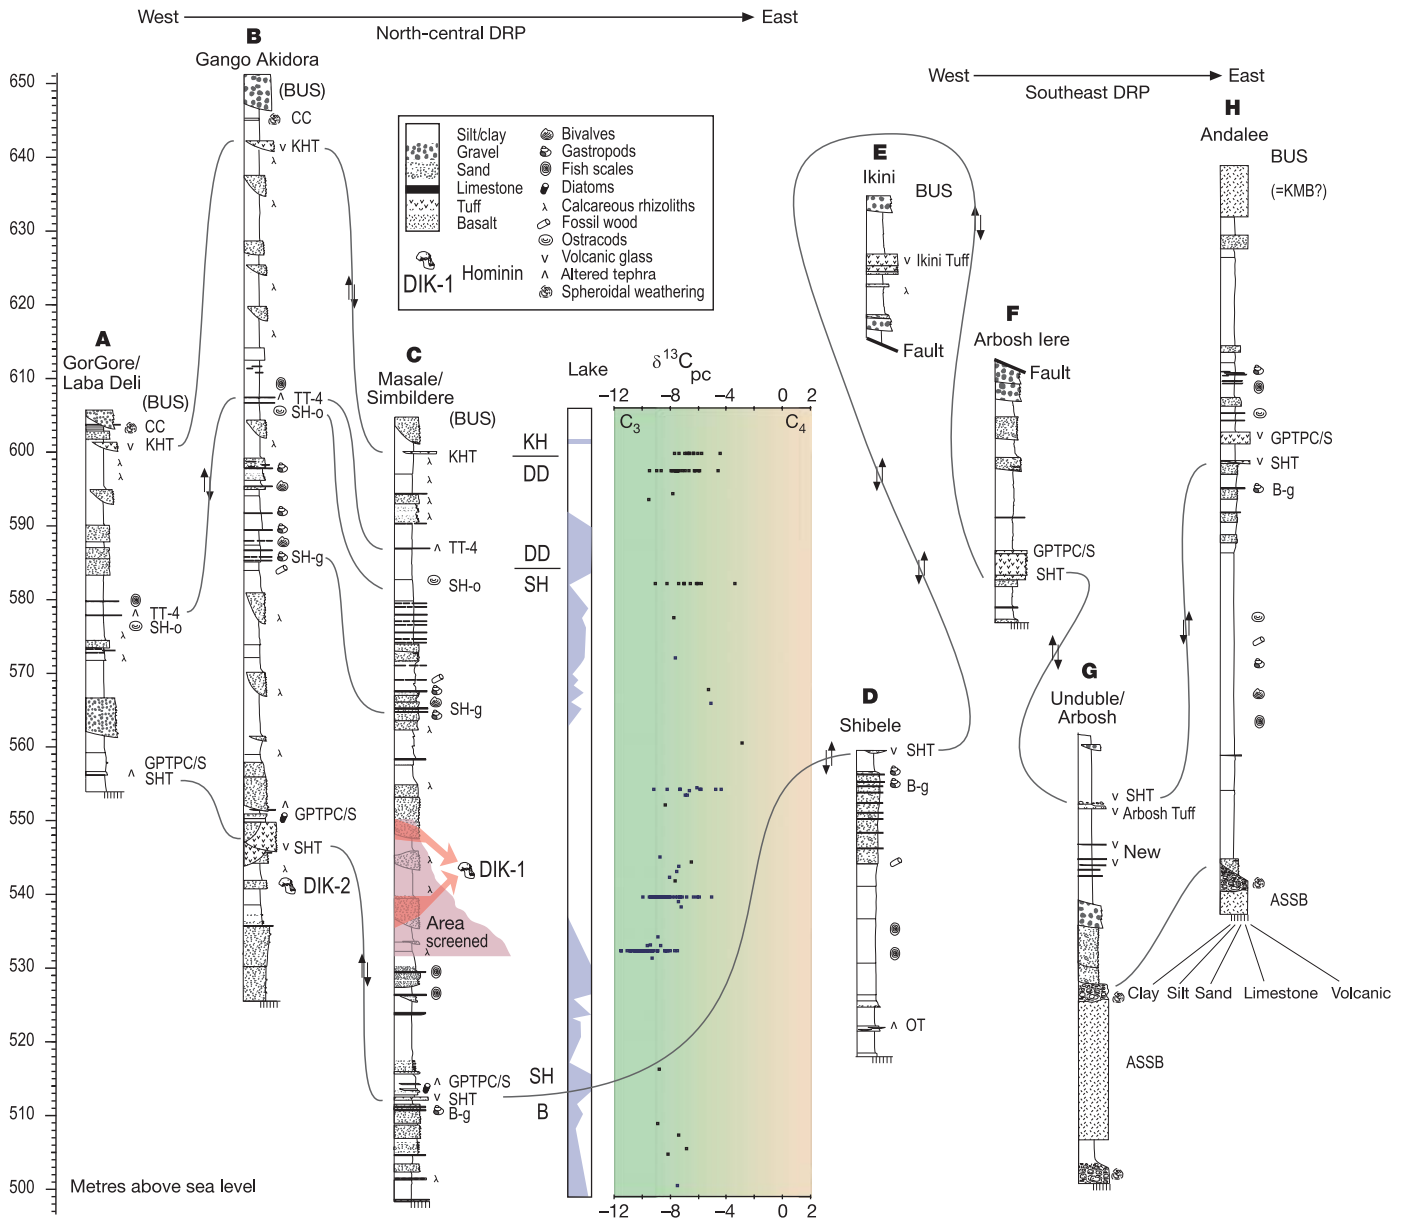 West
East
North-central DRP
West
East
Southeast DRP
650
640
630
620
610
600
590
580
570
560
550
540
530
520
510
500
Metres above sea level
A
GorGore/
Laba Deli
(BUS)
CC
v KHT
λ
λ
TT-4
SH-o
λ
λ
GPTPC/S
SHT
B
Gango Akidora
(BUS)
CC
v KHT
λ
λ
λ
λ
λ
TT-4
SH-o
λ
SH-g
λ
λ
λ
GPTPC/S
v SHT
λ
DIK-2
Silt/clay
Gravel
Sand
Limestone
Tuff
Basalt
DIK-1
Hominin
Bivalves
Gastropods
Fish scales
Diatoms
λ Calcareous rhizoliths
Fossil wood
Ostracods
v Volcanic glass
^ Altered tephra
Spheroidal weathering
C
Masale/
Simbildere
(BUS)
KHT
λ
λ
λ
^ TT-4
SH-o
λ
SH-g
λ
λ
λ
DIK-1
λ
Area
screened
λ
^ GPTPC/S
v SHT
B-g
λ
KH
DD
DD
SH
SH
B
Lake
δ 13C pc
−12 −8 −4 0 2
C3
C4
−12 −8 −4 0 2
D
Shibele
v SHT
B-g
^ OT
E
Ikini
BUS
v Ikini Tuff
λ
Fault
F
Arbosh Iere
Fault
GPTPC/S
SHT
G
Unduble/
Arbosh
v SHT
v Arbosh Tuff
v
New
v
ASSB
H
Andalee
BUS
(=KMB?)
v GPTPC/S
v SHT
B-g
ASSB
Clay Silt Sand Limestone Volcanic